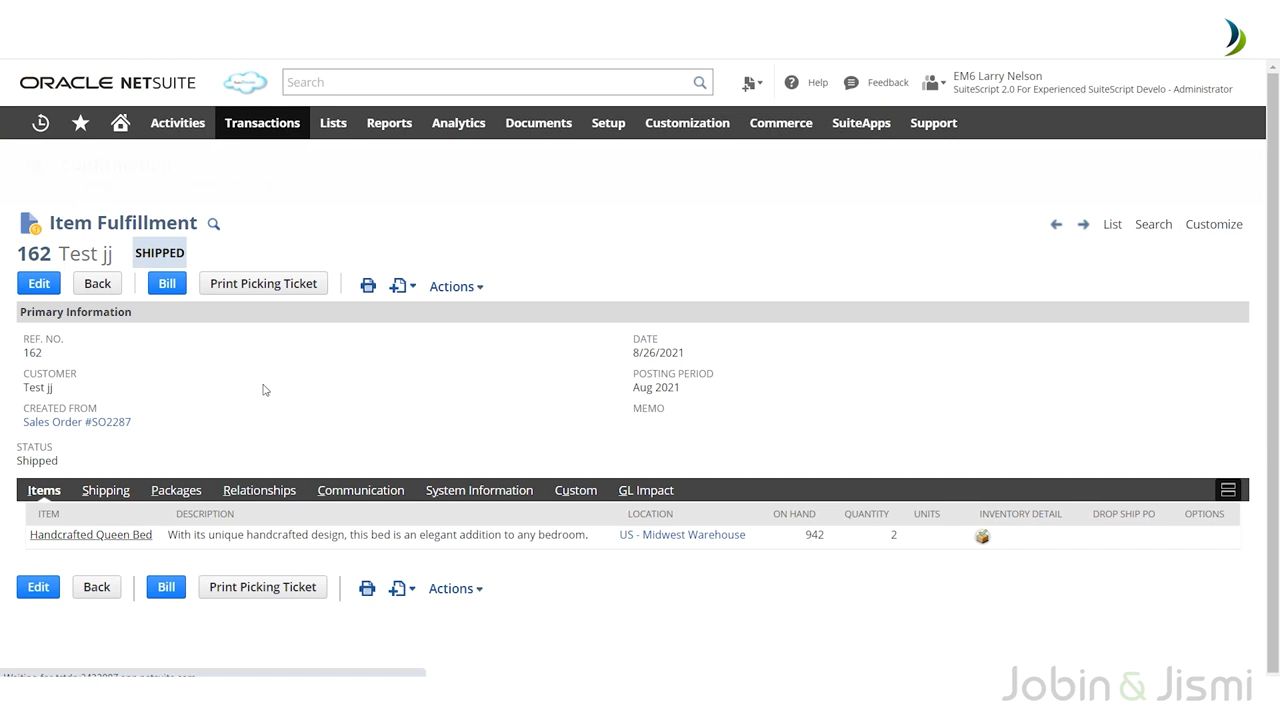 ORACLE NETSUITE
Search
Help
Feedback
EM6 Larry Nelson
SuiteScript 2.0 For Experienced SuiteScript Develo - Administrator
Activities Transactions Lists Reports Analytics Documents Setup Customization Commerce SuiteApps Support
Item Fulfillment
List Search Customize
162 Test jj SHIPPED
Edit Back Bill Print Picking Ticket Actions
Primary Information
REF. NO.
162
CUSTOMER
Test jj
CREATED FROM
Sales Order #SO2287
STATUS
Shipped
DATE
8/26/2021
POSTING PERIOD
Aug 2021
MEMO
Items Shipping Packages Relationships Communication System Information Custom GL Impact
ITEM DESCRIPTION LOCATION ON HAND QUANTITY UNITS INVENTORY DETAIL DROP SHIP PO OPTIONS
Handcrafted Queen Bed With its unique handcrafted design, this bed is an elegant addition to any bedroom. US - Midwest Warehouse 942 2
Edit Back Bill Print Picking Ticket Actions
Jobin & Jismi